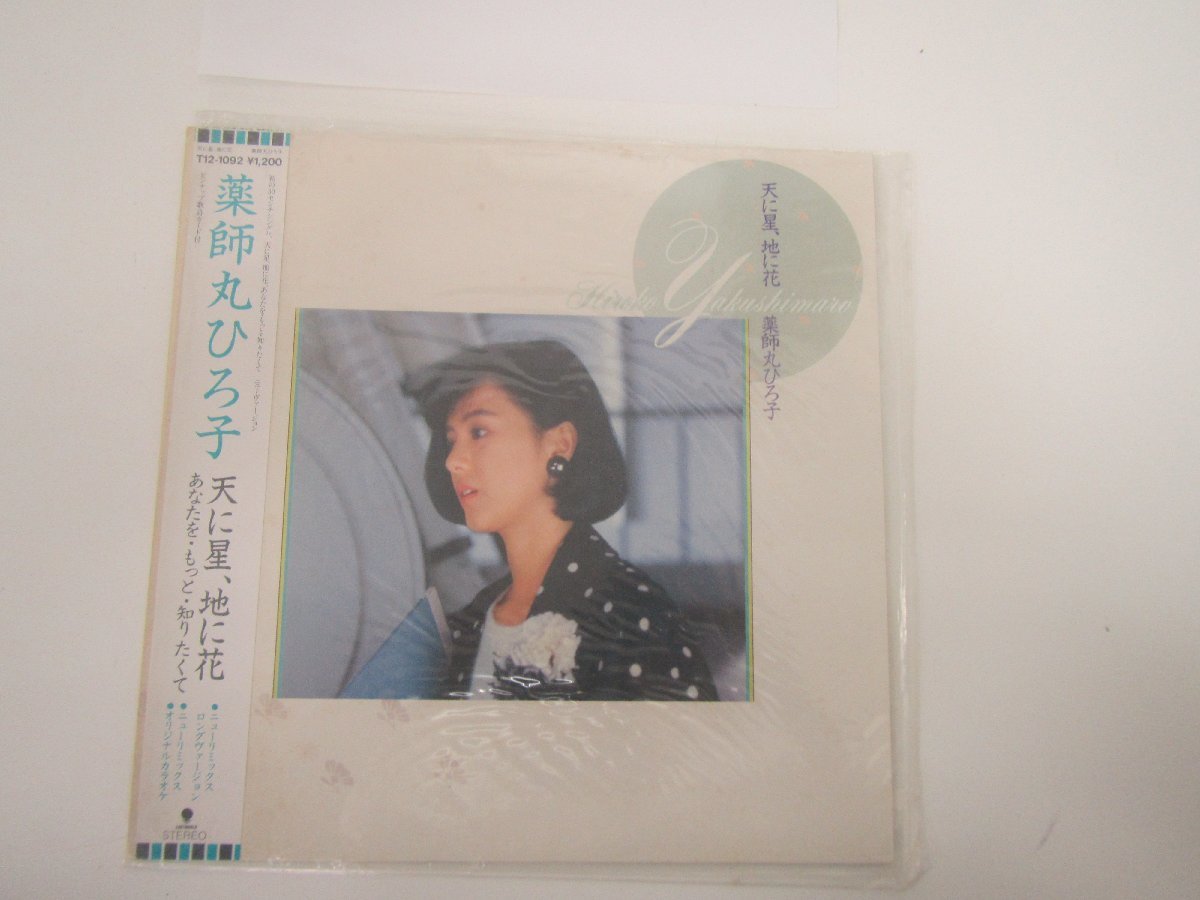 T12-1092 ¥1,200
薬師丸ひろ子
天に星、地に花
あなたを・もっと・知りたくて
●ニューリミックス
ロングヴァージョン
●ニューリミックス
●オリジナルカラオケ
STEREO
天に星、地に花 薬師丸ひろ子
Hiroko Yakushimaru